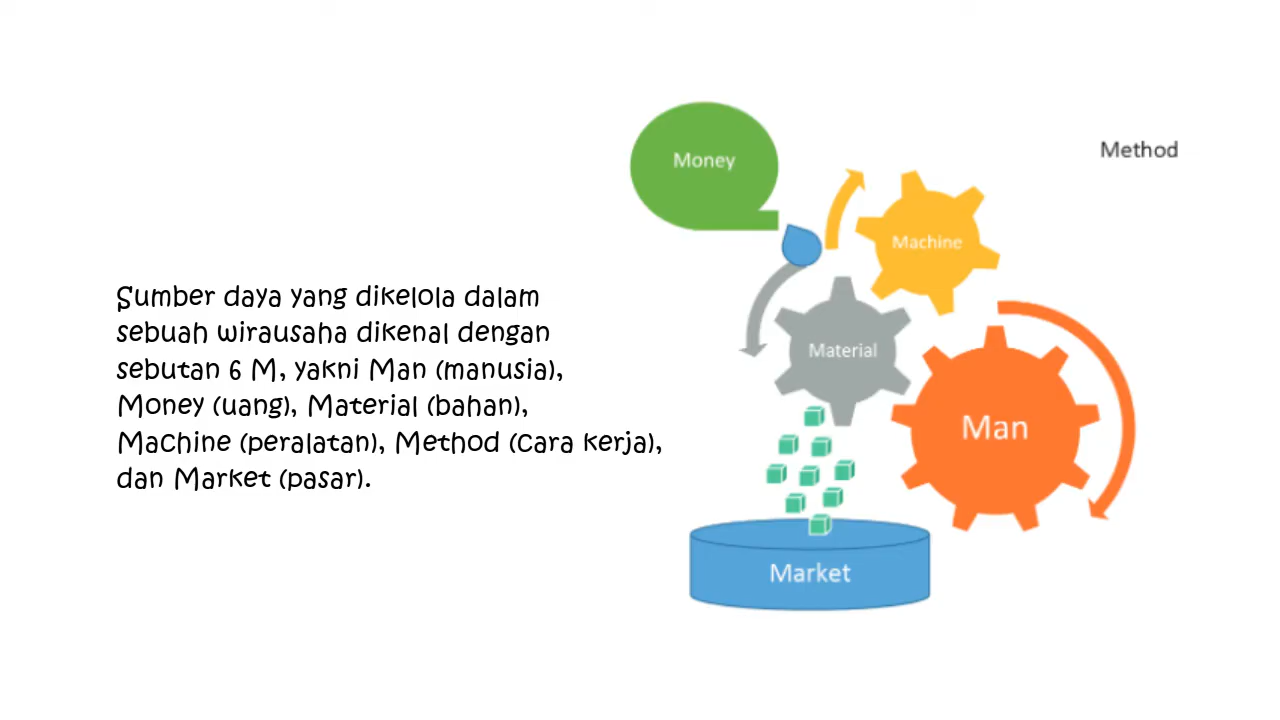 Sumber daya yang dikelola dalam
sebuah wirausaha dikenal dengan
sebutan 6 M, yakni Man (manusia),
Money (uang), Material (bahan),
Machine (peralatan), Method (cara kerja),
dan Market (pasar).
Money
Method
Machine
Material
Man
Market